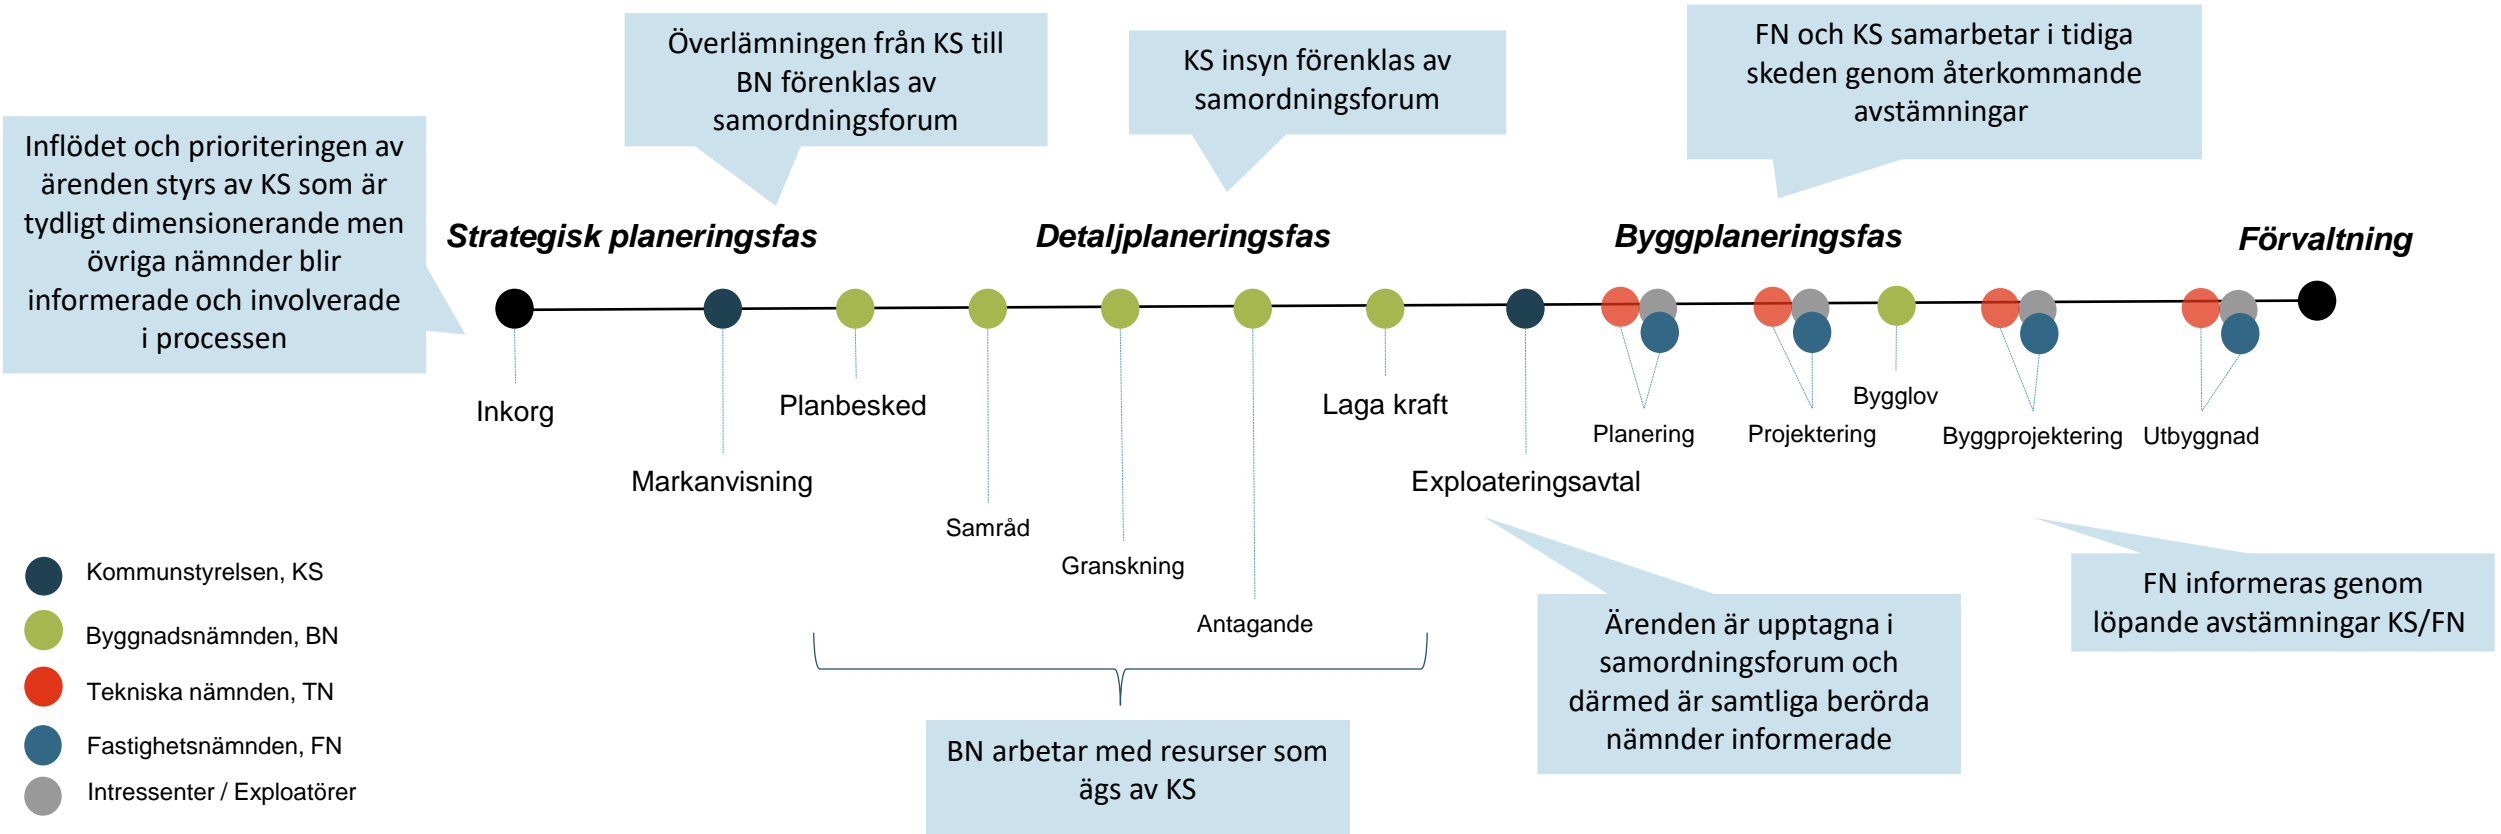 Överlämningen från KS till
BN förenklas av
samordningsforum
KS insyn förenklas av
samordningsforum
FN och KS samarbetar i tidiga
skeden genom återkommande
avstämningar
Inflödet och prioriteringen av
ärenden styrs av KS som är
tydligt dimensionerande men
övriga nämnder blir
informerade och involverade
i processen
Strategisk planeringsfas
Detaljplaneringsfas
Byggplaneringsfas
Förvaltning
Inkorg
Markanvisning
Planbesked
Samråd
Granskning
Antagande
Laga kraft
Exploateringsavtal
Planering
Projektering
Bygglov
Byggprojektering
Utbyggnad
Kommunstyrelsen, KS
Byggnadsnämnden, BN
Tekniska nämnden, TN
Fastighetsnämnden, FN
Intressenter / Exploatörer
BN arbetar med resurser som
ägs av KS
Ärenden är upptagna i
samordningsforum och
därmed är samtliga berörda
nämnder informerade
FN informeras genom
löpande avstämningar KS/FN